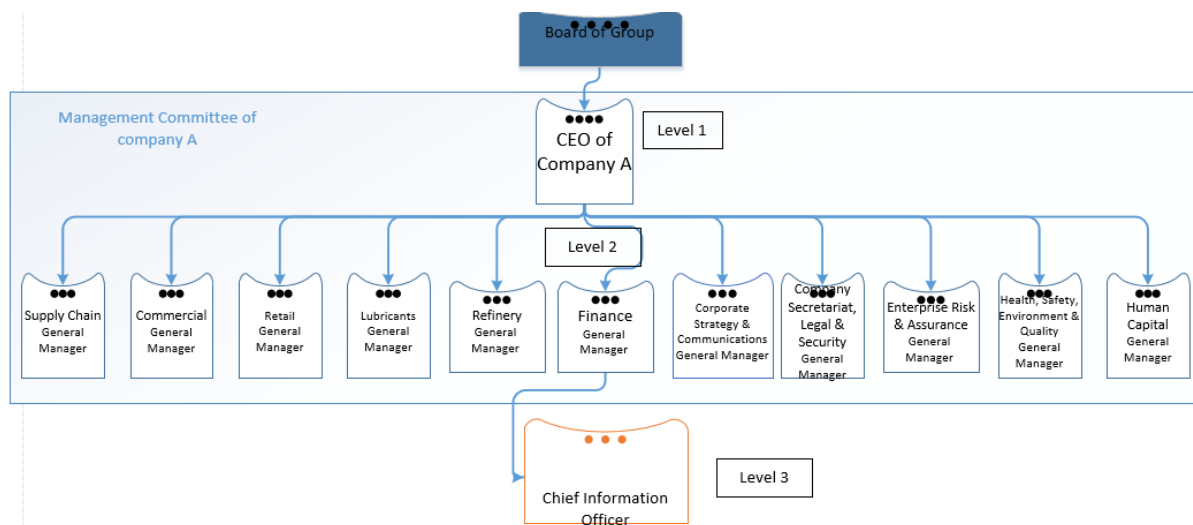 Board of Group
Management Committee of
company A
CEO of
Company A
Level 1
Level 2
Supply Chain
General
Manager
Commercial
General
Manager
Retail
General
Manager
Lubricants
General
Manager
Refinery
General
Manager
Finance
General
Manager
Corporate
Strategy &
Communications
General Manager
Company
Secretariat,
Legal &
Security
General
Manager
Enterprise Risk
& Assurance
General
Manager
Health, Safety,
Environment &
Quality
General
Manager
Human
Capital
General
Manager
Chief Information
Officer
Level 3